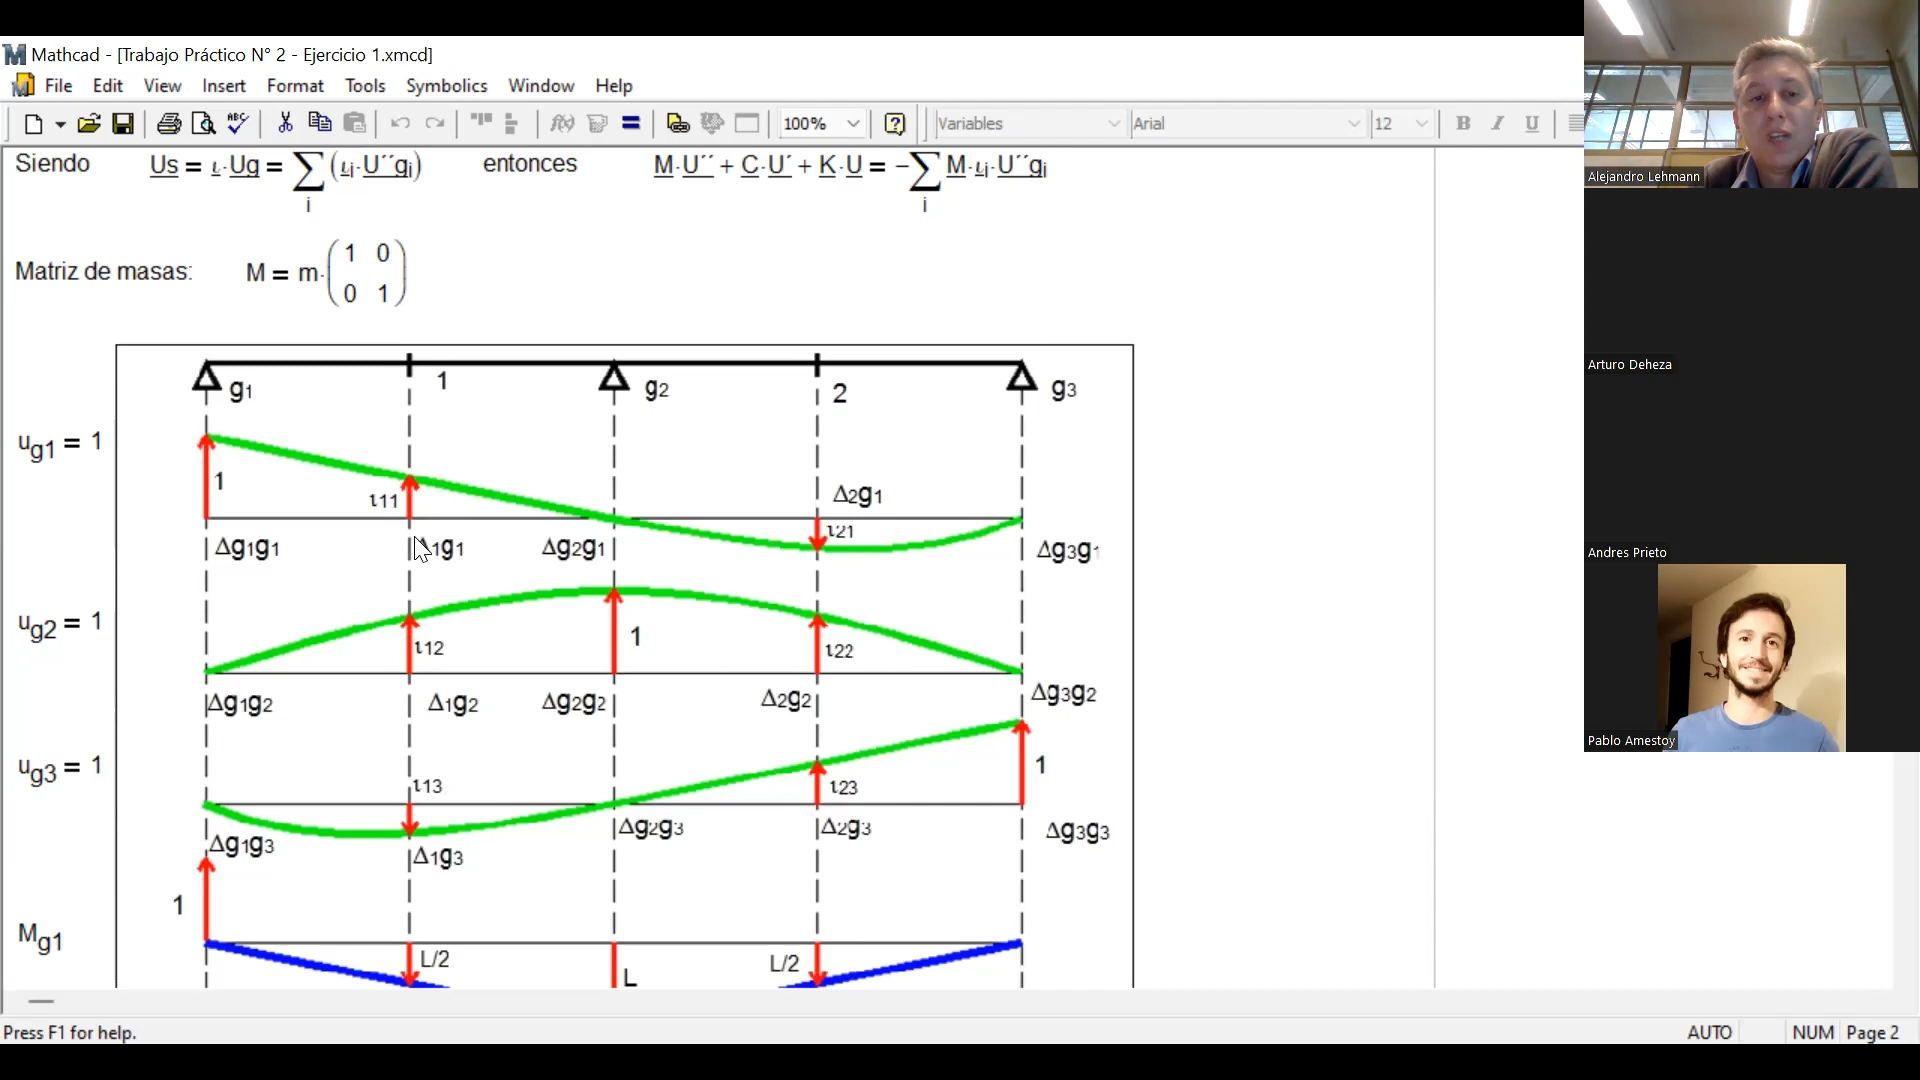 Mathcad - [Trabajo Práctico N° 2 - Ejercicio 1.xmcd]
File Edit View Insert Format Tools Symbolics Window Help
100% Variables Arial 12 B I U
Siendo Us = ι·Ug = ∑i (ιi·U´´gi) entonces M·U´´ + C·U´ + K·U = -∑i M·ιi·U´´gi
Matriz de masas: M = m·(1 0
0 1)
g1 1 g2 2 g3
ug1 = 1
1 ι11 Δ2g1 ι21
Δg1g1 Δ1g1 Δg2g1 Δg3g1
ug2 = 1
ι12 1 ι22
Δg1g2 Δ1g2 Δg2g2 Δ2g2 Δg3g2
ug3 = 1
ι13 ι23 1
Δg1g3 Δ1g3 Δg2g3 Δ2g3 Δg3g3
1
Mg1
L/2 L L/2
Press F1 for help.
AUTO NUM Page 2
Alejandro Lehmann
Arturo Deheza
Andres Prieto
Pablo Amestoy